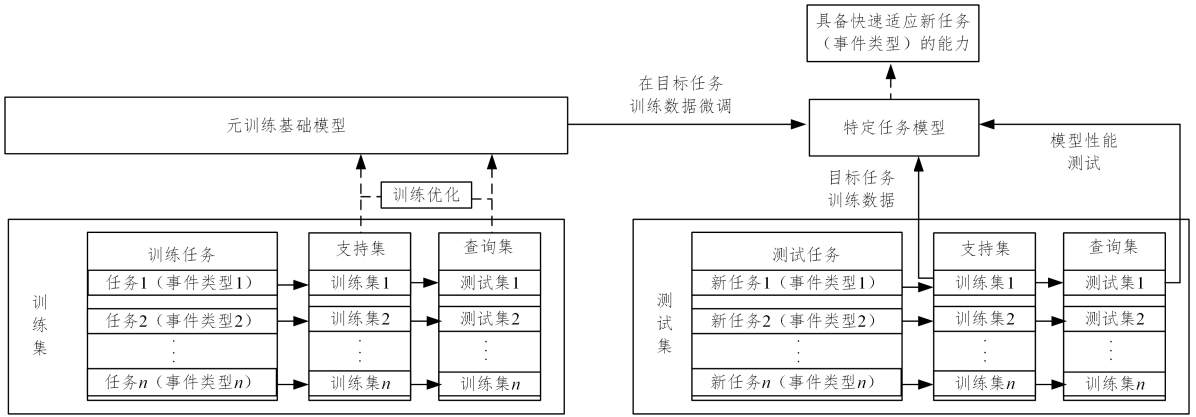 具备快速适应新任务
（事件类型）的能力
在目标任务
训练数据微调
元训练基础模型
特定任务模型
模型性能
测试
训练优化
目标任务
训练数据
训练集
训练任务
支持集
查询集
任务1（事件类型1）
训练集1
测试集1
任务2（事件类型2）
训练集2
测试集2
⋮
⋮
⋮
任务n（事件类型n）
训练集n
训练集n
测试集
测试任务
支持集
查询集
新任务1（事件类型1）
训练集1
测试集1
新任务2（事件类型2）
训练集2
测试集2
⋮
⋮
⋮
新任务n（事件类型n）
训练集n
训练集n